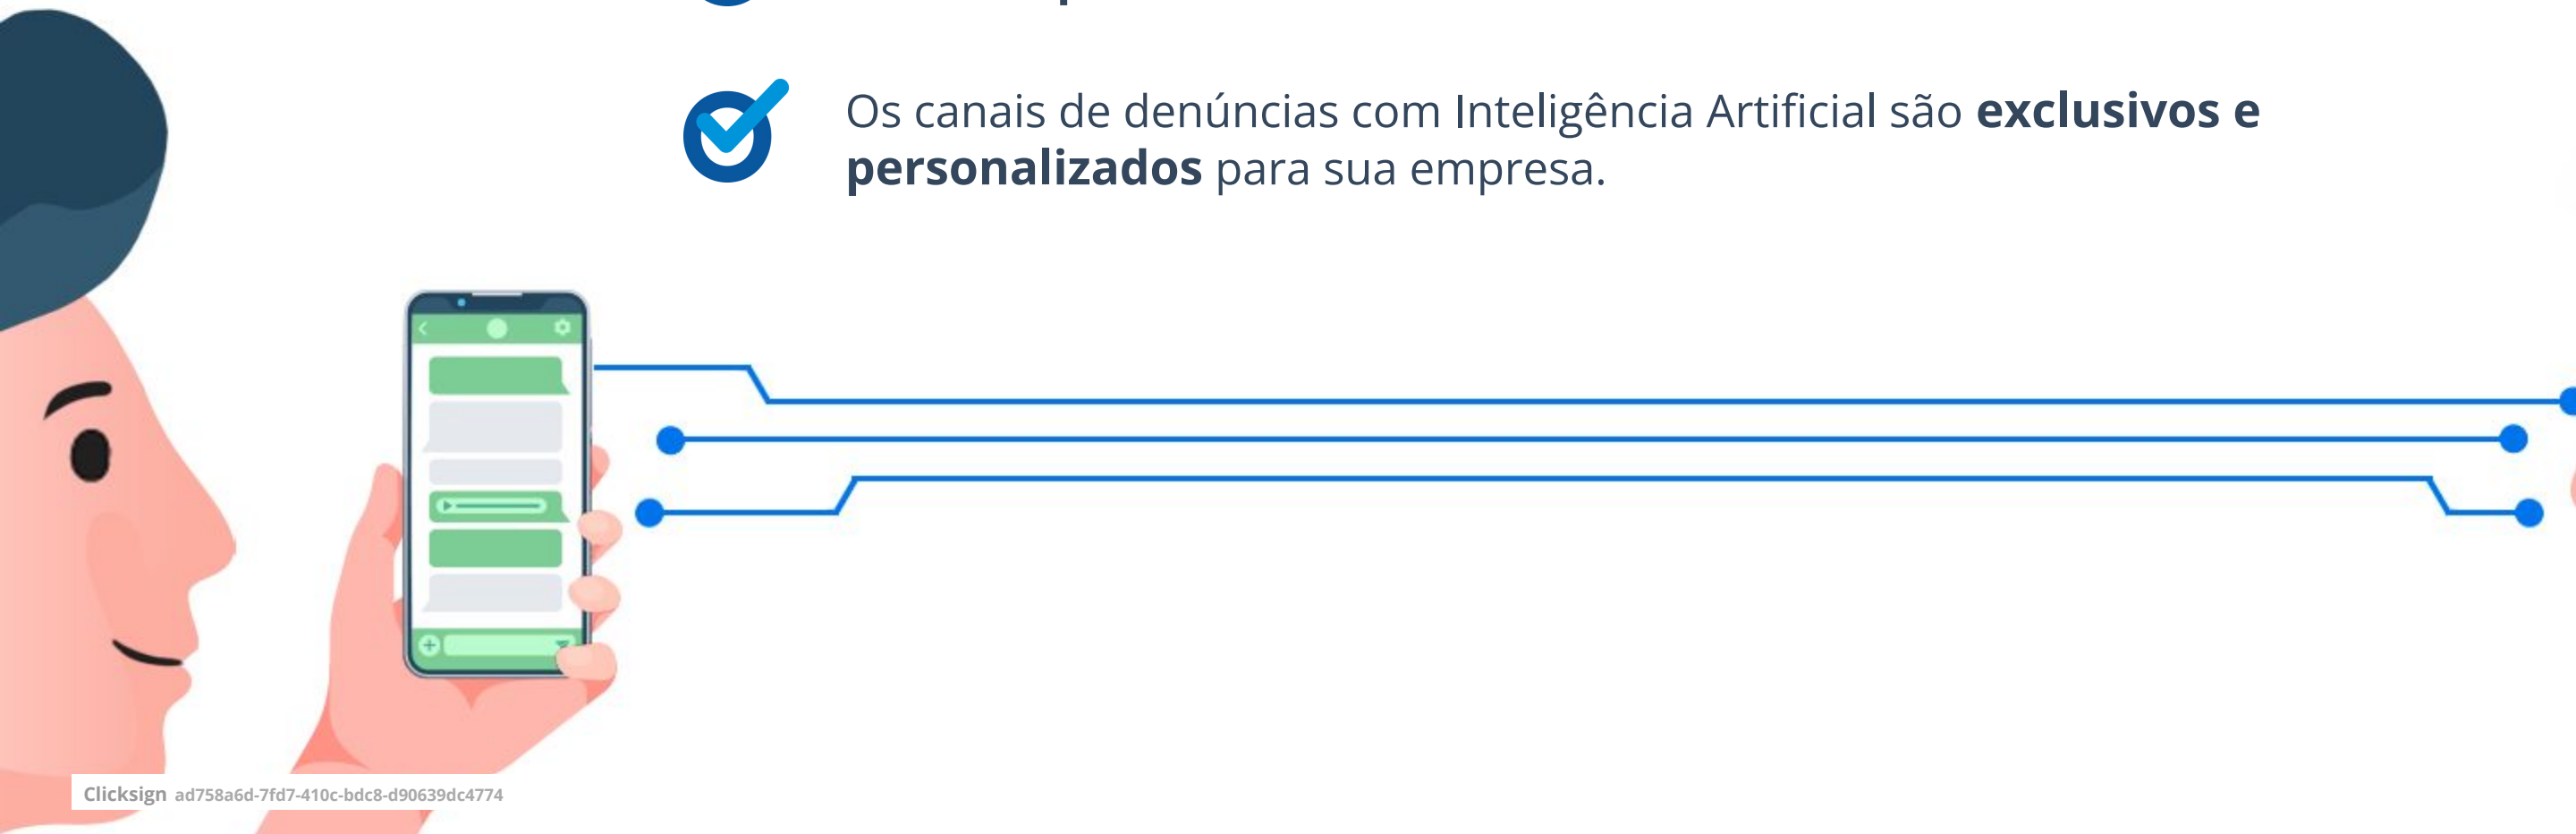 Os canais de denúncias com Inteligência Artificial são exclusivos e
personalizados para sua empresa.
Clicksign ad758a6d-7fd7-410c-bdc8-d90639dc4774